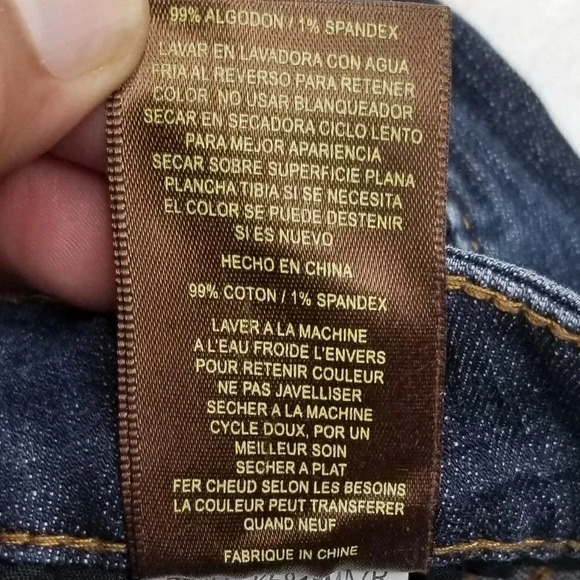 99% ALGODON / 1% SPANDEX
LAVAR EN LAVADORA CON AGUA
FRIA AL REVERSO PARA RETENER
COLOR. NO USAR BLANQUEADOR
SECAR EN SECADORA CICLO LENTO
PARA MEJOR APARIENCIA
SECAR SOBRE SUPERFICIE PLANA
PLANCHA TIBIA SI SE NECESITA
EL COLOR SE PUEDE DESTENIR
SI ES NUEVO
HECHO EN CHINA
99% COTON / 1% SPANDEX
LAVER A LA MACHINE
A L'EAU FROIDE L'ENVERS
POUR RETENIR COULEUR
NE PAS JAVELLISER
SECHER A LA MACHINE
CYCLE DOUX, POR UN
MEILLEUR SOIN
SECHER A PLAT
FER CHEUD SELON LES BESOINS
LA COULEUR PEUT TRANSFERER
QUAND NEUF
FABRIQUE IN CHINE